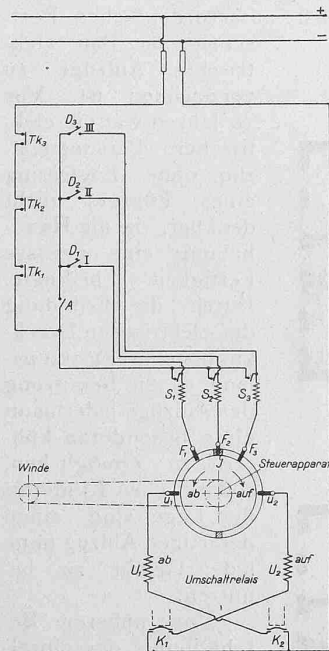 +
−
D₃ III
Tk₃
D₂ II
Tk₂
D₁ I
Tk₁
A
S₁ S₂ S₃
F₁ F₂ F₃
J
Steuerapparat
Winde
ab auf
u₁ u₂
ab auf
U₁ U₂
Umschaltrelais
K₁ K₂